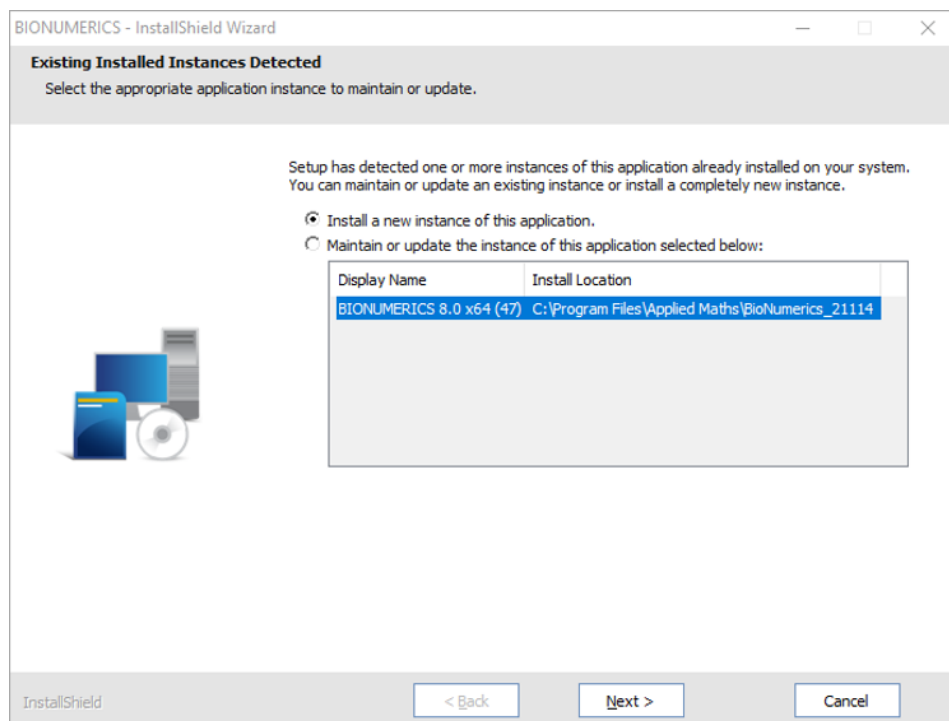 BIONUMERICS - InstallShield Wizard
Existing Installed Instances Detected
Select the appropriate application instance to maintain or update.
Setup has detected one or more instances of this application already installed on your system.
You can maintain or update an existing instance or install a completely new instance.
Install a new instance of this application.
Maintain or update the instance of this application selected below:
Display Name Install Location
BIONUMERICS 8.0 x64 (47) C:\Program Files\Applied Maths\BioNumerics_21114
InstallShield < Back Next > Cancel